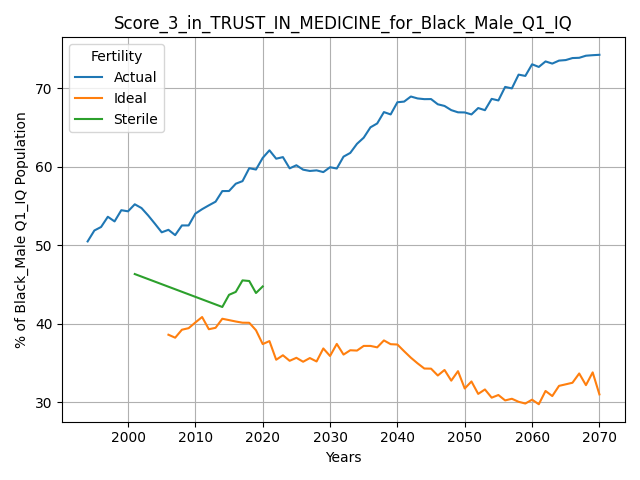 Score_3_in_TRUST_IN_MEDICINE_for_Black_Male_Q1_IQ
Fertility
Actual
Ideal
Sterile
% of Black_Male Q1_IQ Population
70
60
50
40
30
2000
2010
2020
2030
2040
2050
2060
2070
Years